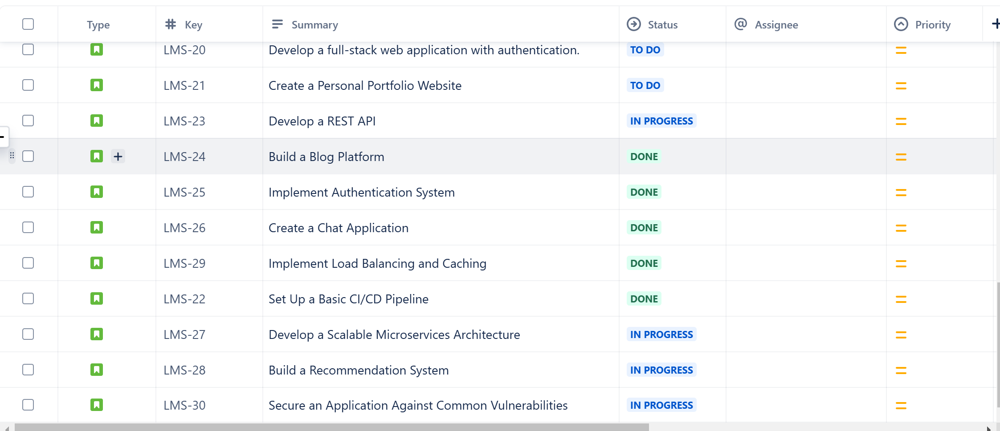 Type Key Summary Status Assignee Priority
LMS-20 Develop a full-stack web application with authentication. TO DO
LMS-21 Create a Personal Portfolio Website TO DO
LMS-23 Develop a REST API IN PROGRESS
LMS-24 Build a Blog Platform DONE
LMS-25 Implement Authentication System DONE
LMS-26 Create a Chat Application DONE
LMS-29 Implement Load Balancing and Caching DONE
LMS-22 Set Up a Basic CI/CD Pipeline DONE
LMS-27 Develop a Scalable Microservices Architecture IN PROGRESS
LMS-28 Build a Recommendation System IN PROGRESS
LMS-30 Secure an Application Against Common Vulnerabilities IN PROGRESS